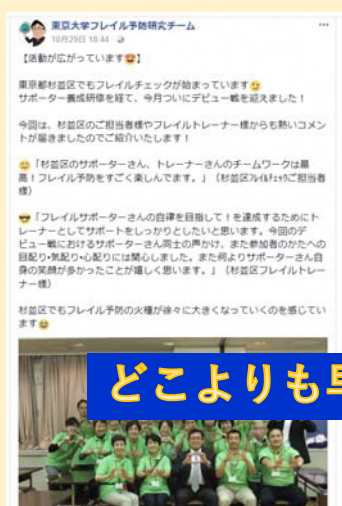 東京大学フレイル予防研究チーム
10月29日 18:44
【活動が広がっています😍】
東京都杉並区でもフレイルチェックが始まっています😉
サポーター養成研修を経て、今月ついにデビュー戦を迎えました！
今回は、杉並区のご担当者様やフレイルトレーナー様からも熱いコメン
トが届きましたのでご紹介いたします！
😊「杉並区のサポーターさん、トレーナーさんのチームワークは最
高！フレイル予防をすごく楽しんでます。」（杉並区ﾌﾚｲﾙﾁｪｯｸご担当者
様）
😎「フレイルサポーターさんの自律を目指して！を達成するためにト
レーナーとしてサポートをしっかりとしたいと思います。今回のデ
ビュー戦におけるサポーターさん同士の声かけ、また参加者のかたへの
目配り・気配り・心配りには関心しました。また何よりサポーターさん自
身の笑顔が多かったことが嬉しく思います。」（杉並区フレイルトレー
ナー様）
杉並区でもフレイル予防の火種が徐々に大きくなっていくのを感じてい
ます😄
どこよりも早